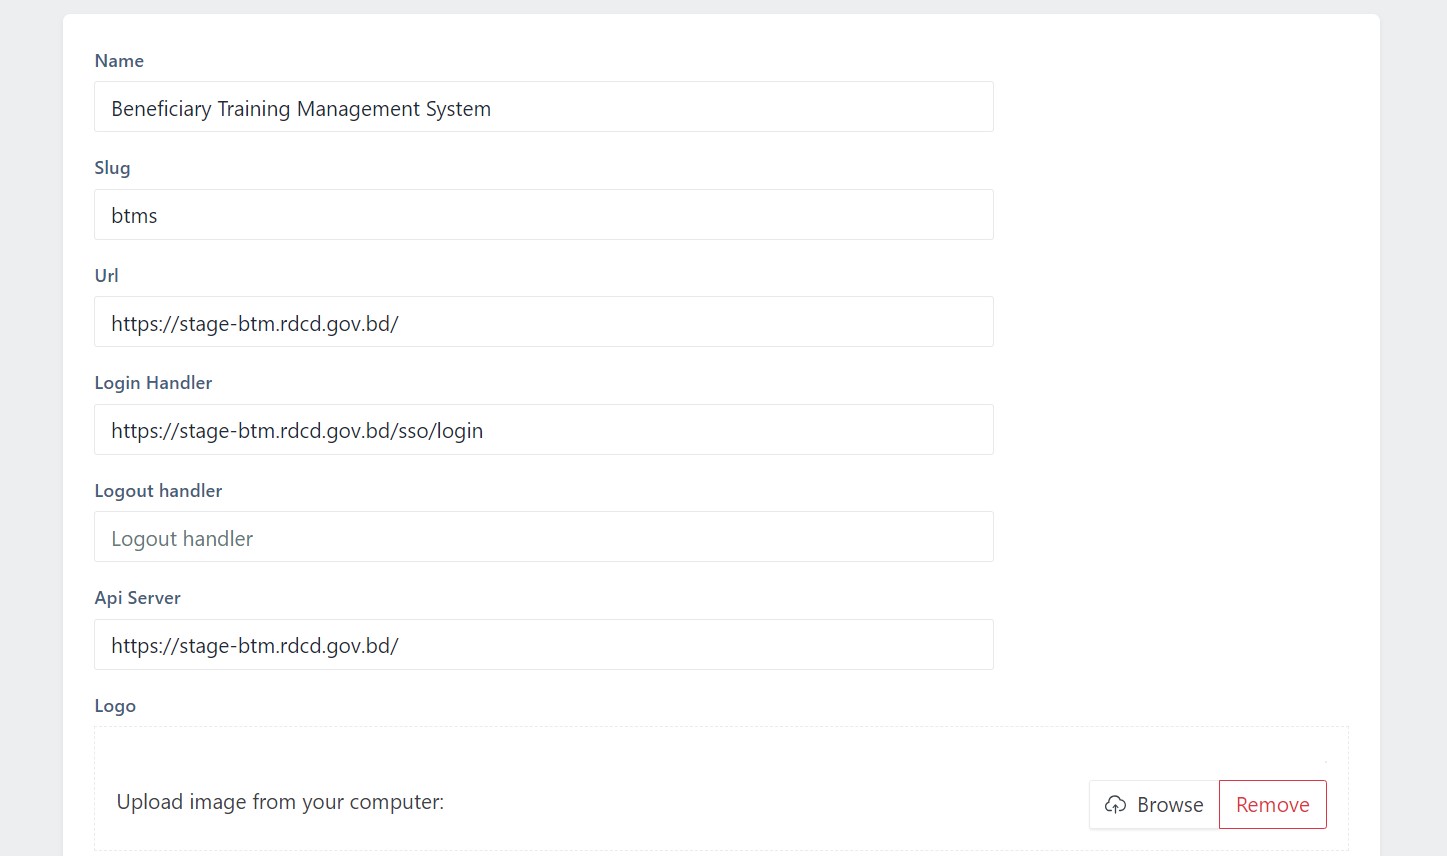 Name
Beneficiary Training Management System
Slug
btms
Url
https://stage-btm.rdcd.gov.bd/
Login Handler
https://stage-btm.rdcd.gov.bd/sso/login
Logout handler
Logout handler
Api Server
https://stage-btm.rdcd.gov.bd/
Logo
Upload image from your computer:
Browse
Remove